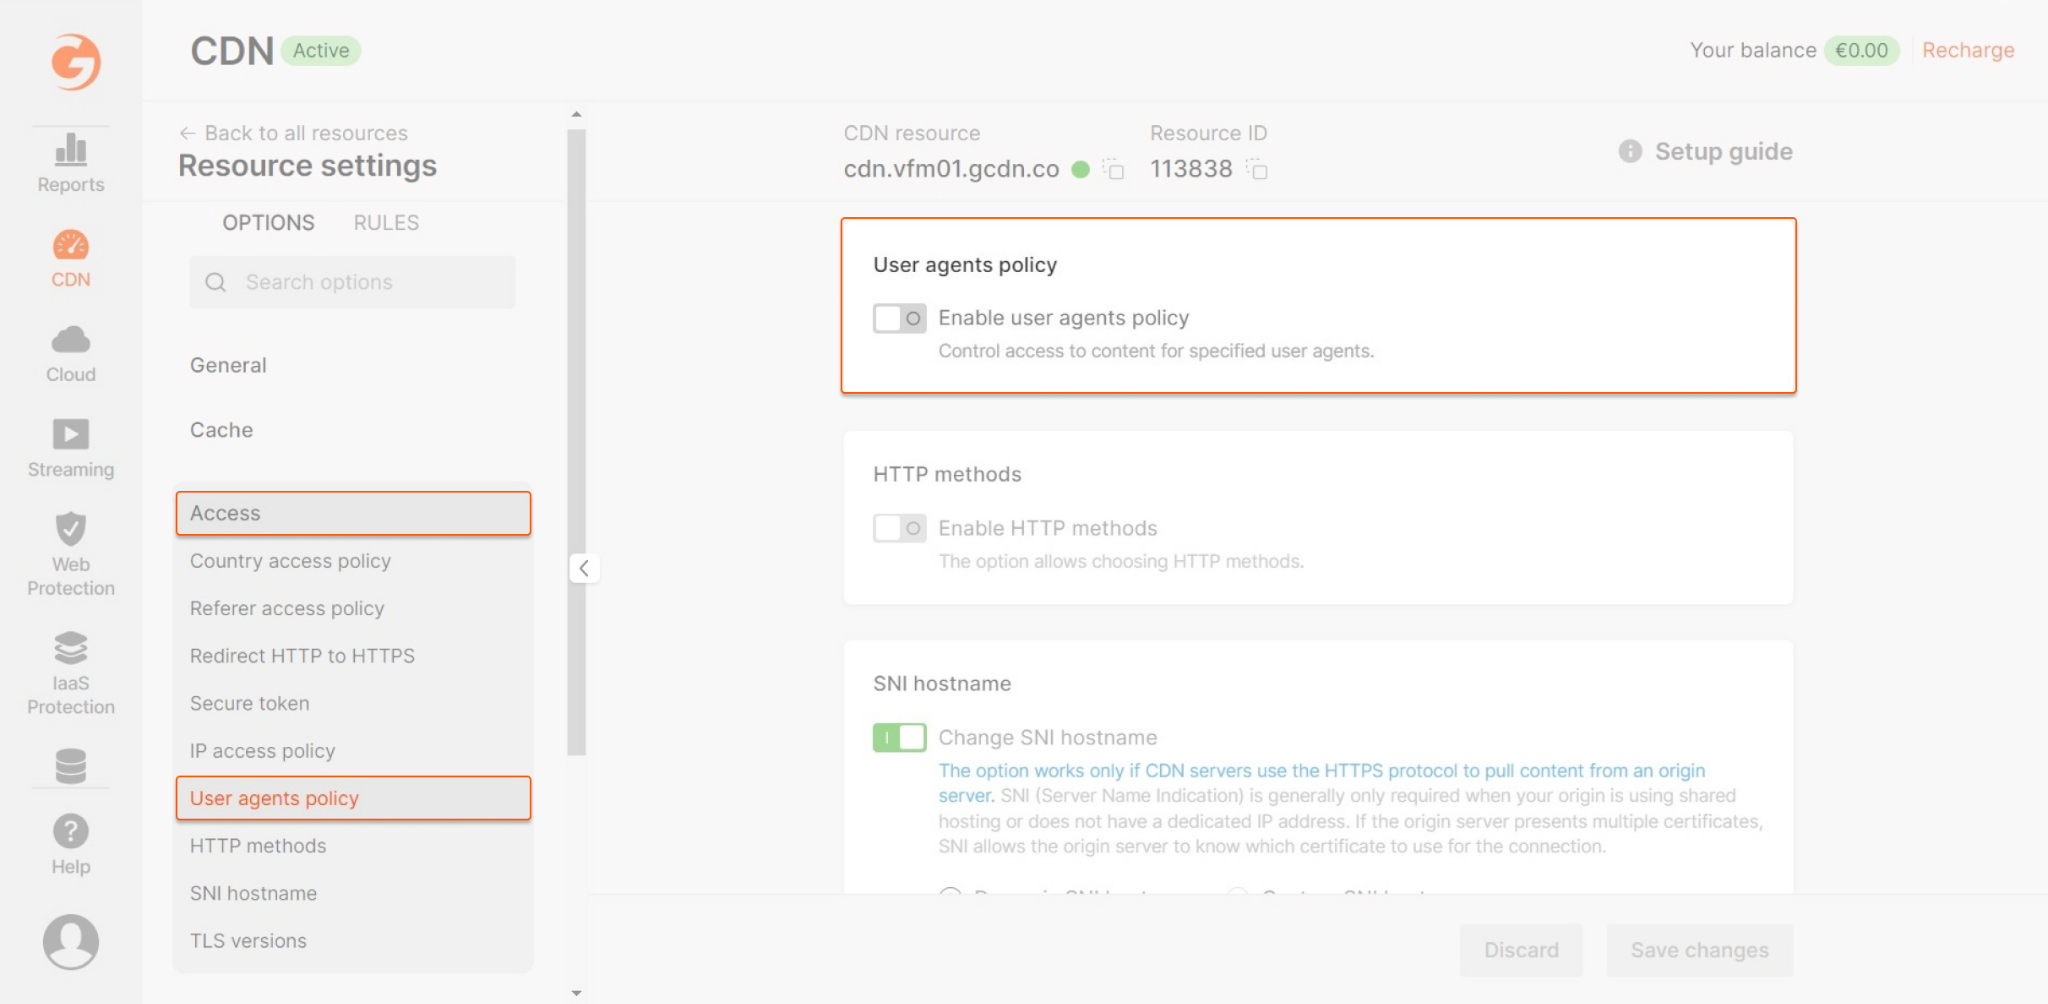 CDN Active
Your balance €0.00 Recharge
Reports
CDN
Cloud
Streaming
Web
Protection
IaaS
Protection
Help
← Back to all resources
Resource settings
OPTIONS RULES
Search options
General
Cache
Access
Country access policy
Referer access policy
Redirect HTTP to HTTPS
Secure token
IP access policy
User agents policy
HTTP methods
SNI hostname
TLS versions
CDN resource
cdn.vfm01.gcdn.co
Resource ID
113838
Setup guide
User agents policy
Enable user agents policy
Control access to content for specified user agents.
HTTP methods
Enable HTTP methods
The option allows choosing HTTP methods.
SNI hostname
Change SNI hostname
The option works only if CDN servers use the HTTPS protocol to pull content from an origin
server. SNI (Server Name Indication) is generally only required when your origin is using shared
hosting or does not have a dedicated IP address. If the origin server presents multiple certificates,
SNI allows the origin server to know which certificate to use for the connection.
Discard
Save changes